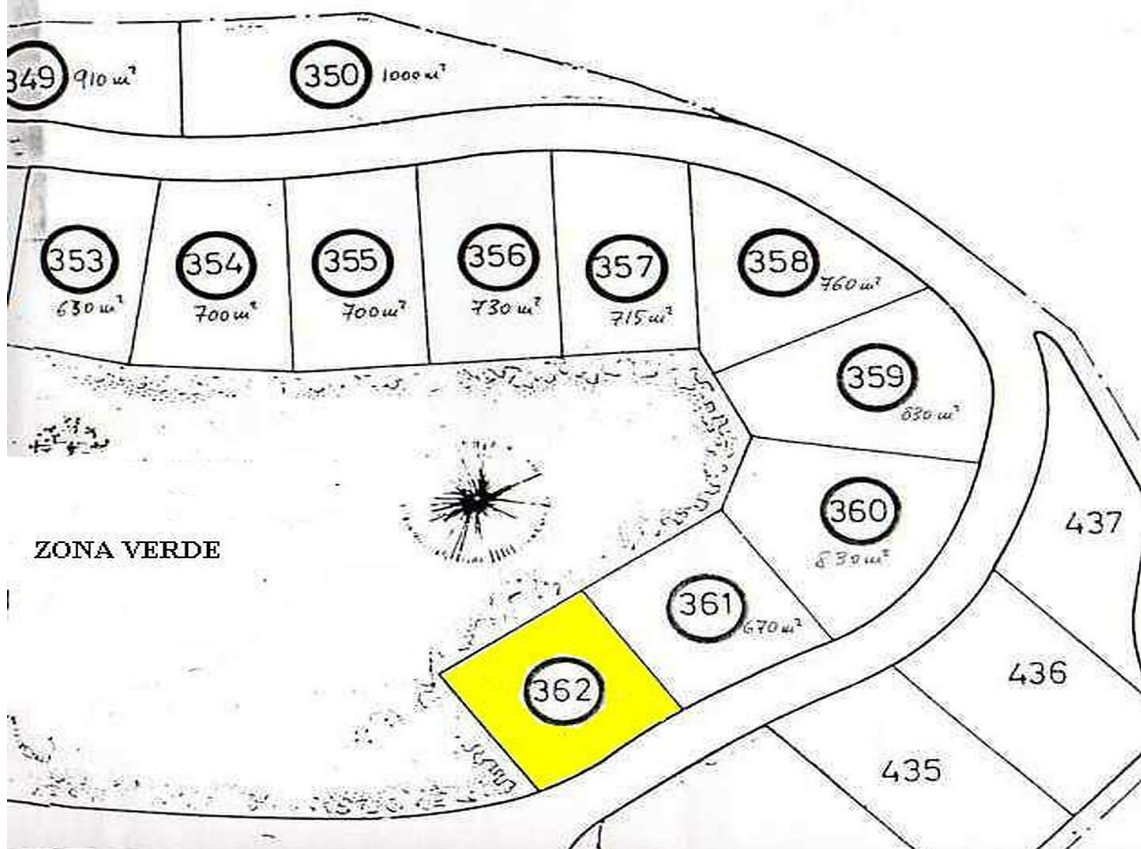 349 910 m²
350 1000 m²
353
630 m²
354
700 m²
355
700 m²
356
730 m²
357
715 m²
358
760 m²
359
830 m²
360
830 m²
437
ZONA VERDE
361
670 m²
362
436
435